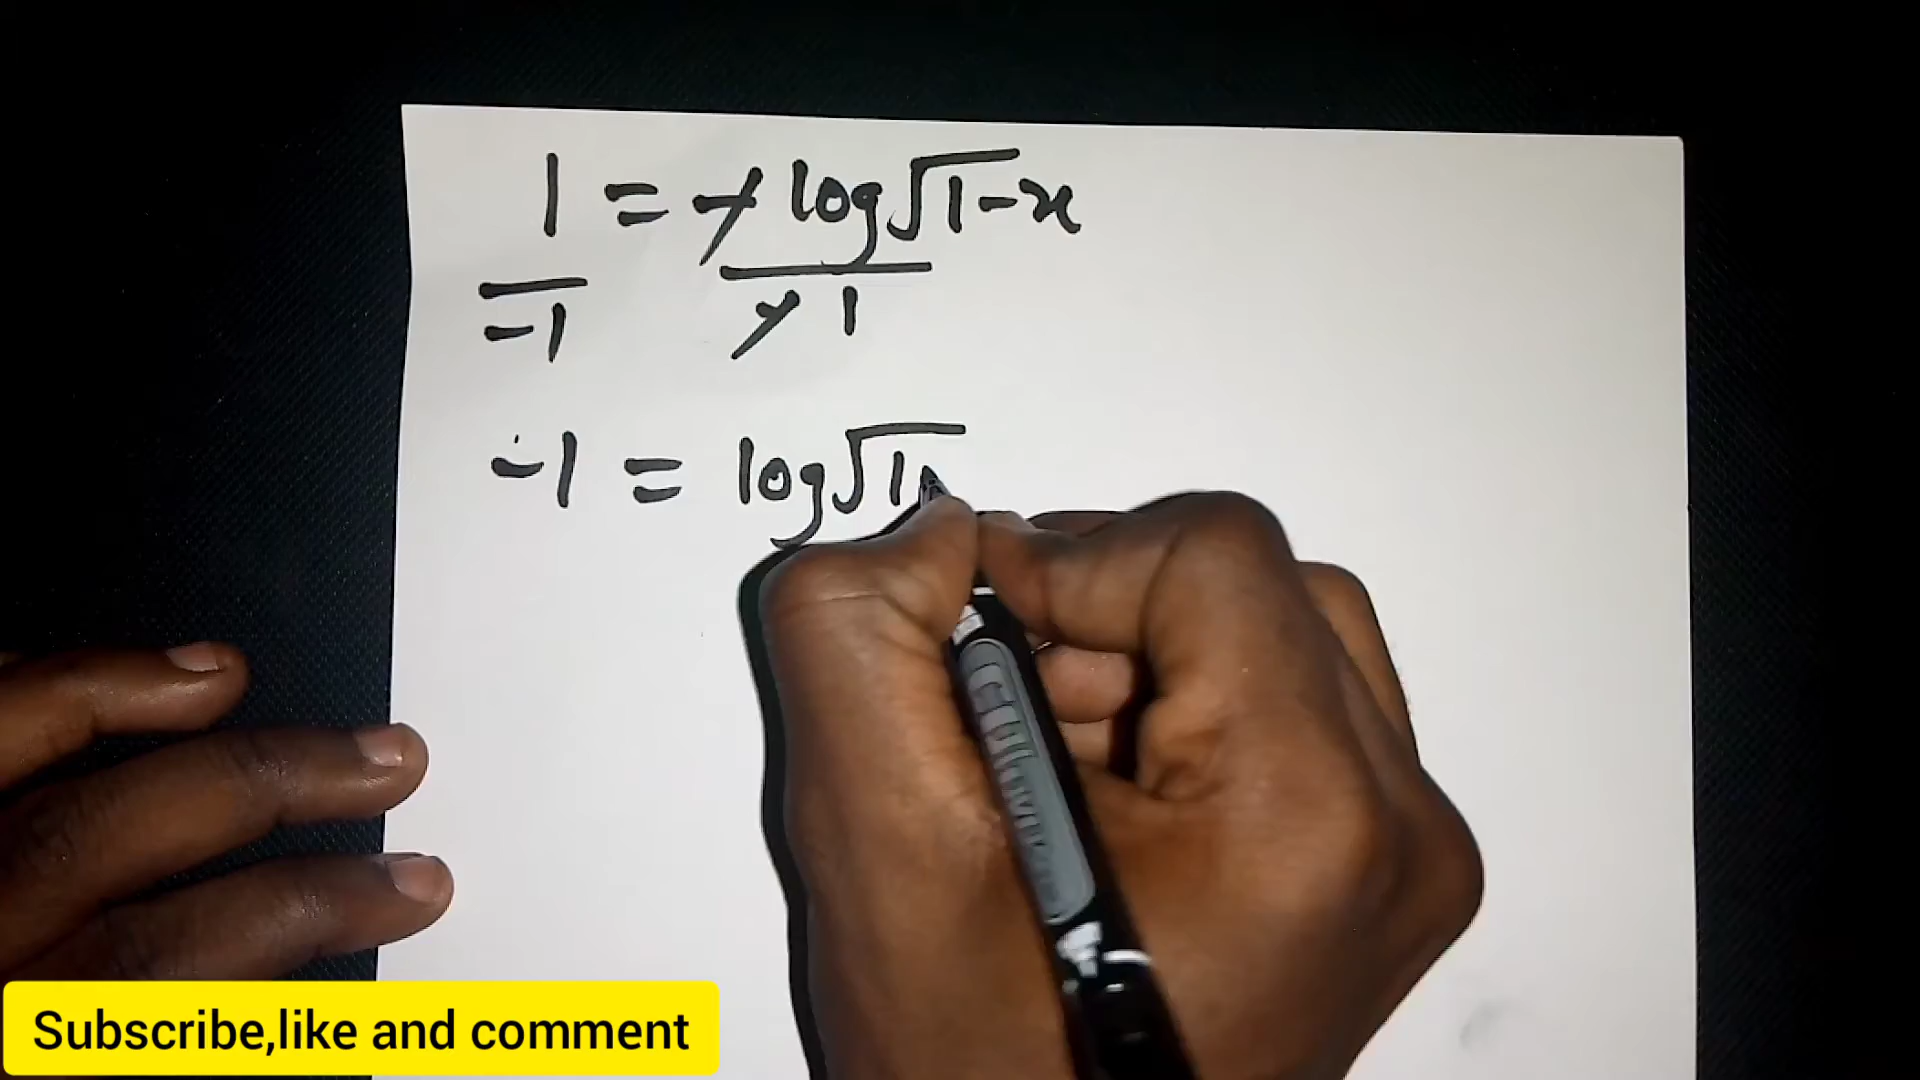 1 = - log√1-x
-1 -1
-1 = log√1
Subscribe,like and comment